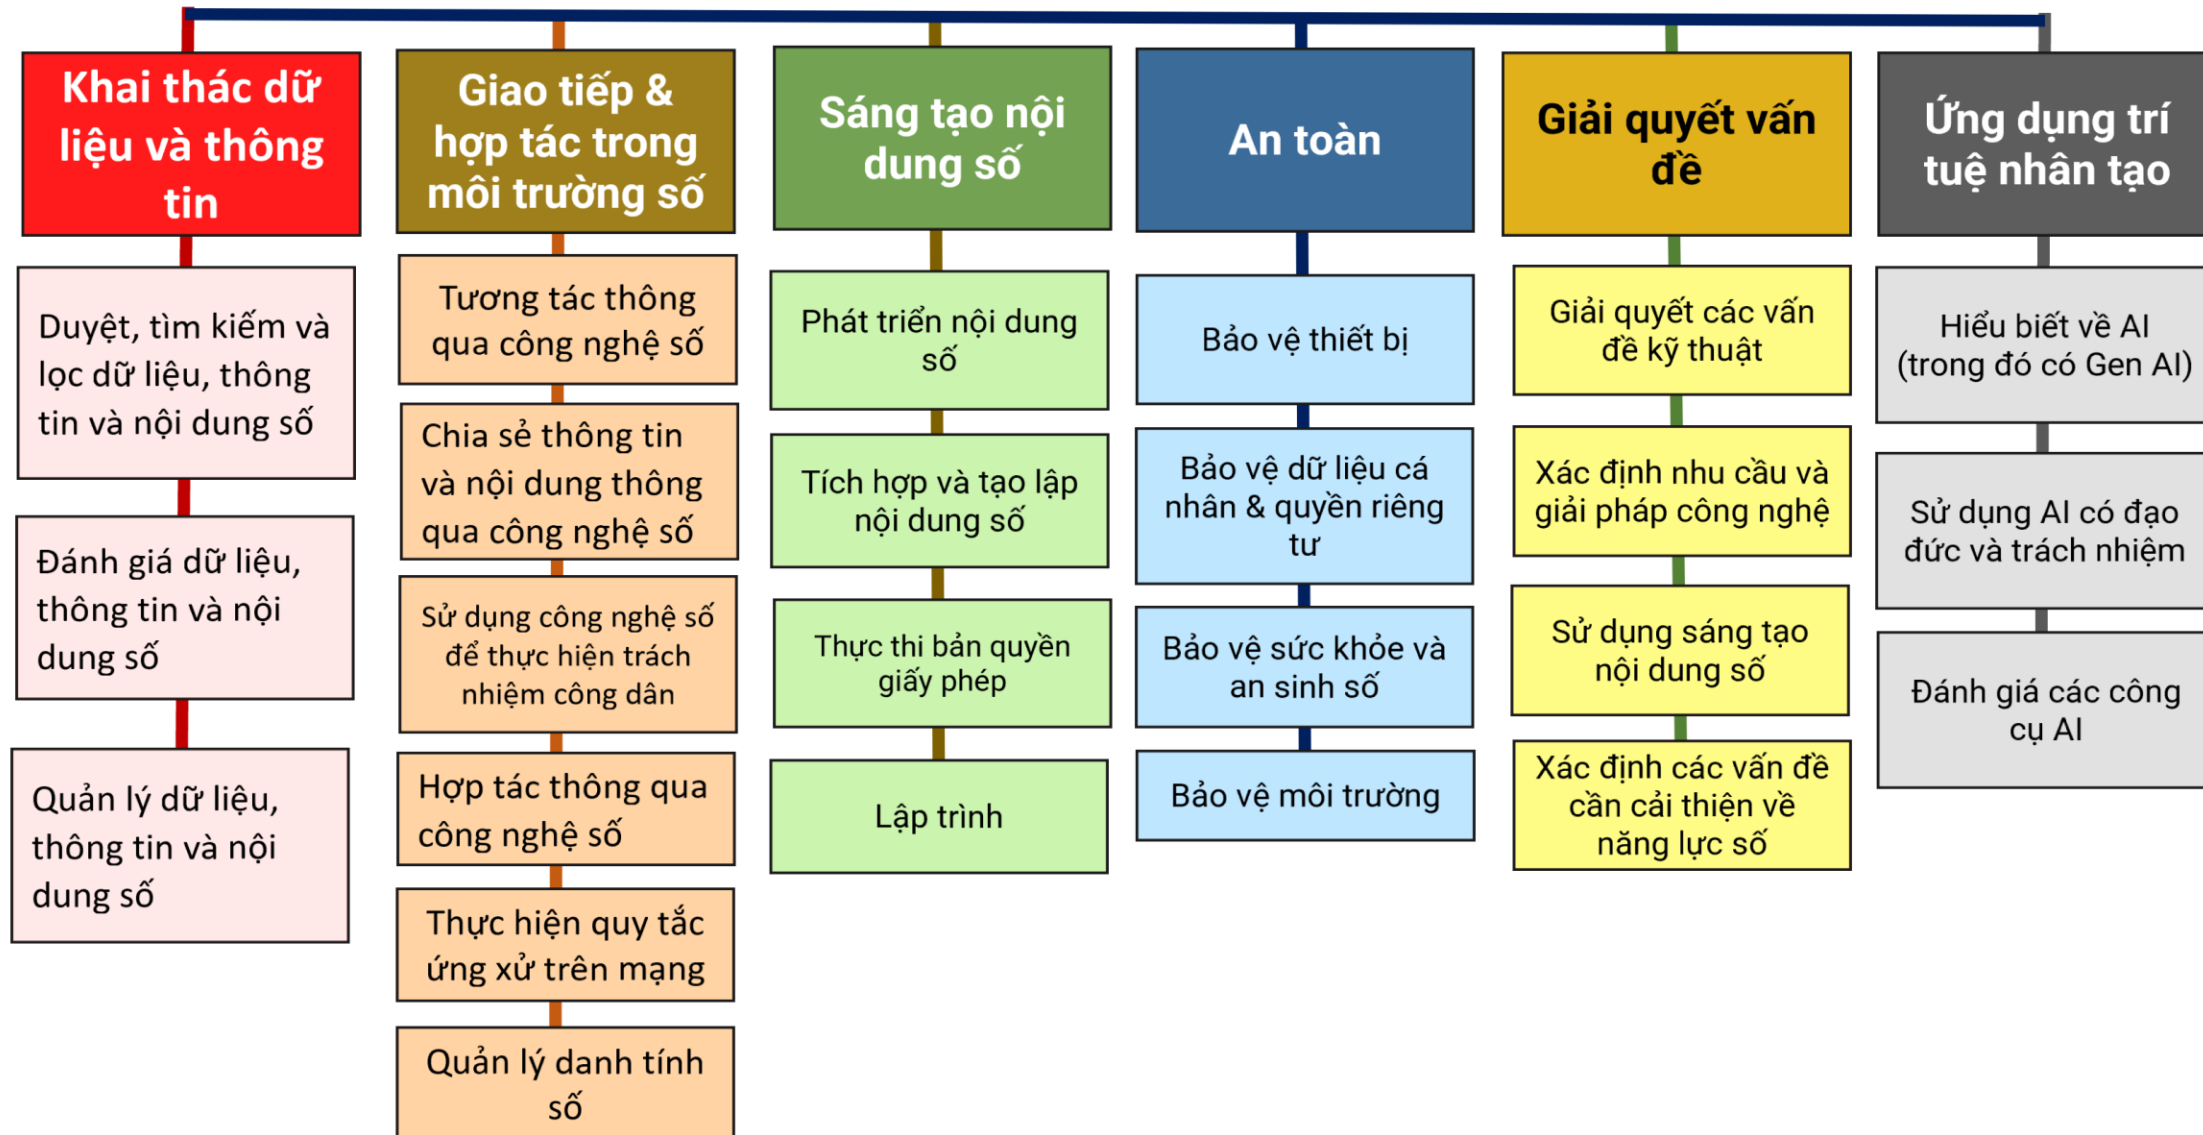 Khai thác dữ
liệu và thông
tin
Duyệt, tìm kiếm và
lọc dữ liệu, thông
tin và nội dung số
Đánh giá dữ liệu,
thông tin và nội
dung số
Quản lý dữ liệu,
thông tin và nội
dung số
Giao tiếp &
hợp tác trong
môi trường số
Tương tác thông
qua công nghệ số
Chia sẻ thông tin
và nội dung thông
qua công nghệ số
Sử dụng công nghệ số
để thực hiện trách
nhiệm công dân
Hợp tác thông qua
công nghệ số
Thực hiện quy tắc
ứng xử trên mạng
Quản lý danh tính
số
Sáng tạo nội
dung số
Phát triển nội dung
số
Tích hợp và tạo lập
nội dung số
Thực thi bản quyền
giấy phép
Lập trình
An toàn
Bảo vệ thiết bị
Bảo vệ dữ liệu cá
nhân & quyền riêng
tư
Bảo vệ sức khỏe và
an sinh số
Bảo vệ môi trường
Giải quyết vấn
đề
Giải quyết các vấn
đề kỹ thuật
Xác định nhu cầu và
giải pháp công nghệ
Sử dụng sáng tạo
nội dung số
Xác định các vấn đề
cần cải thiện về
năng lực số
Ứng dụng trí
tuệ nhân tạo
Hiểu biết về AI
(trong đó có Gen AI)
Sử dụng AI có đạo
đức và trách nhiệm
Đánh giá các công
cụ AI